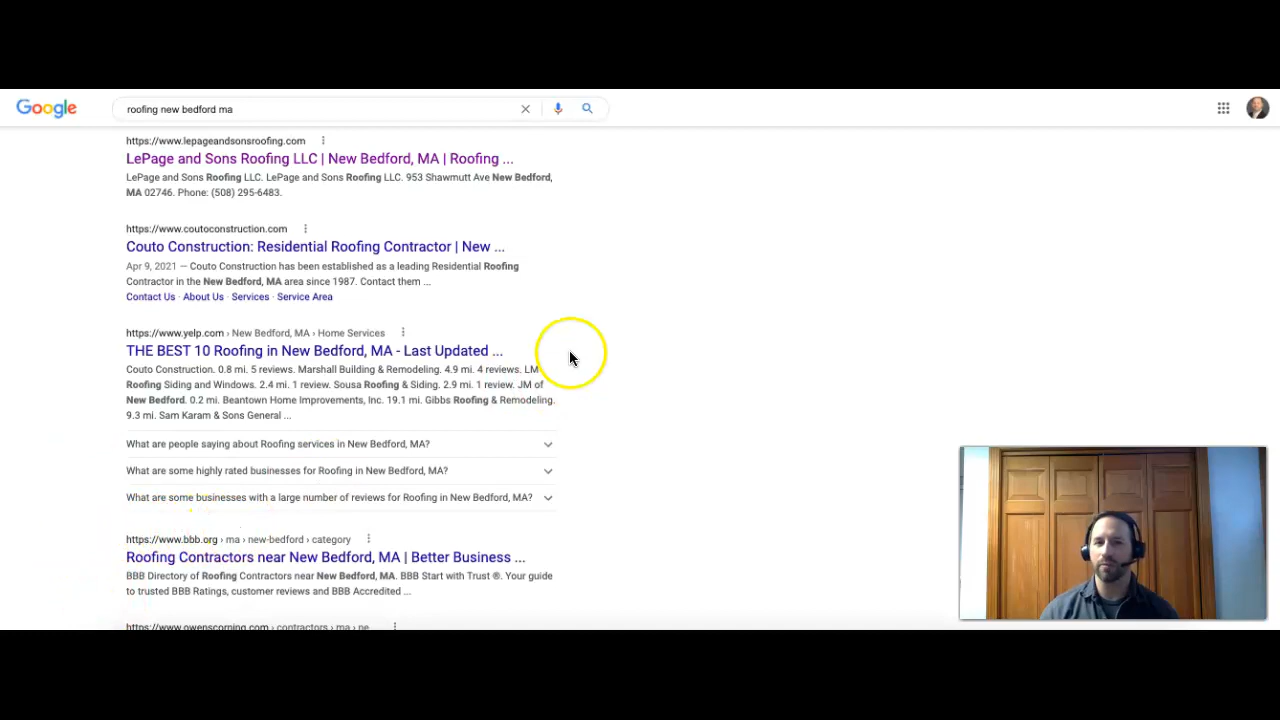 Google
roofing new bedford ma
https://www.lepageandsonsroofing.com
LePage and Sons Roofing LLC | New Bedford, MA | Roofing ...
LePage and Sons Roofing LLC. LePage and Sons Roofing LLC. 953 Shawmutt Ave New Bedford,
MA 02746. Phone: (508) 295-6483.
https://www.coutoconstruction.com
Couto Construction: Residential Roofing Contractor | New ...
Apr 9, 2021 — Couto Construction has been established as a leading Residential Roofing
Contractor in the New Bedford, MA area since 1987. Contact them ...
Contact Us · About Us · Services · Service Area
https://www.yelp.com › New Bedford, MA › Home Services
THE BEST 10 Roofing in New Bedford, MA - Last Updated ...
Couto Construction. 0.8 mi. 5 reviews. Marshall Building & Remodeling. 4.9 mi. 4 reviews. LM
Roofing Siding and Windows. 2.4 mi. 1 review. Sousa Roofing & Siding. 2.9 mi. 1 review. JM of
New Bedford. 0.2 mi. Beantown Home Improvements, Inc. 19.1 mi. Gibbs Roofing & Remodeling.
9.3 mi. Sam Karam & Sons General ...
What are people saying about Roofing services in New Bedford, MA?
What are some highly rated businesses for Roofing in New Bedford, MA?
What are some businesses with a large number of reviews for Roofing in New Bedford, MA?
https://www.bbb.org › ma › new-bedford › category
Roofing Contractors near New Bedford, MA | Better Business ...
BBB Directory of Roofing Contractors near New Bedford, MA. BBB Start with Trust ®. Your guide
to trusted BBB Ratings, customer reviews and BBB Accredited ...
https://www.owenscorning.com › contractors › ma › ne